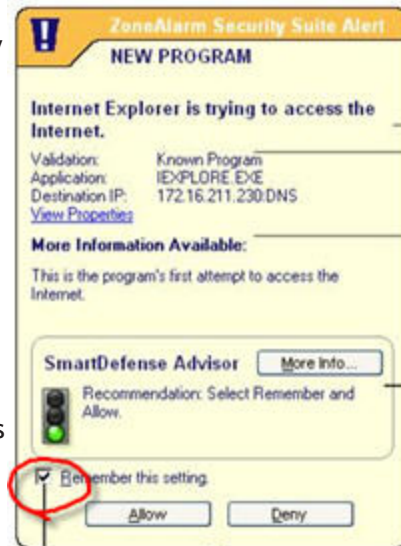 ZoneAlarm Security Suite Alert
NEW PROGRAM
Internet Explorer is trying to access the
Internet.
Validation: Known Program
Application: IEXPLORE.EXE
Destination IP: 172.16.211.230:DNS
View Properties
More Information Available:
This is the program's first attempt to access the
Internet.
SmartDefense Advisor More Info...
Recommendation: Select Remember and
Allow.
Remember this setting.
Allow Deny